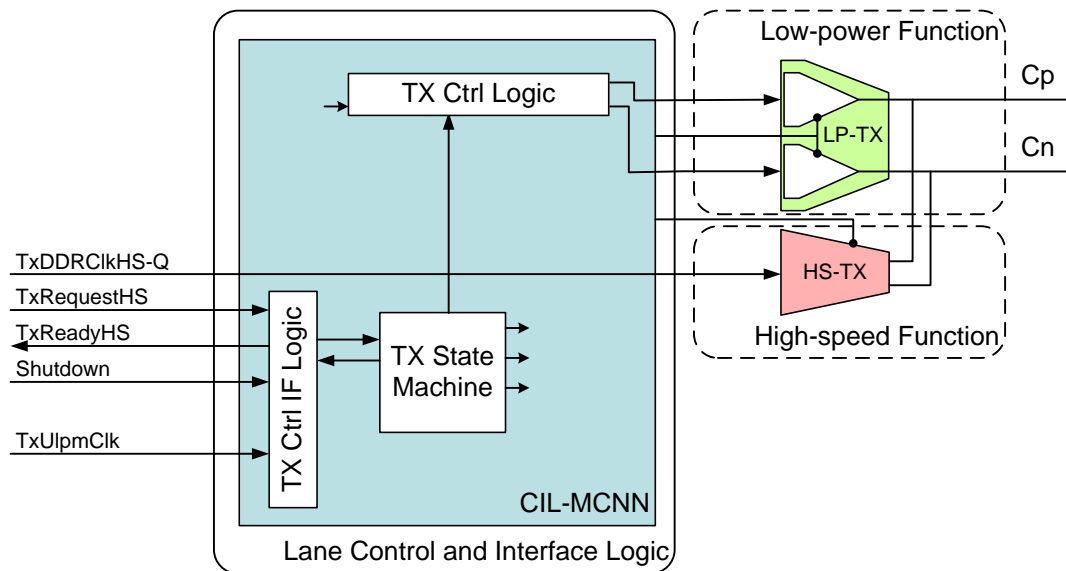 Low-power Function
Cp
TX Ctrl Logic
LP-TX
Cn
TxDDRClkHS-Q
HS-TX
TxRequestHS
TxReadyHS
High-speed Function
Shutdown
TX Ctrl IF Logic
TX State
Machine
TxUlpmClk
CIL-MCNN
Lane Control and Interface Logic